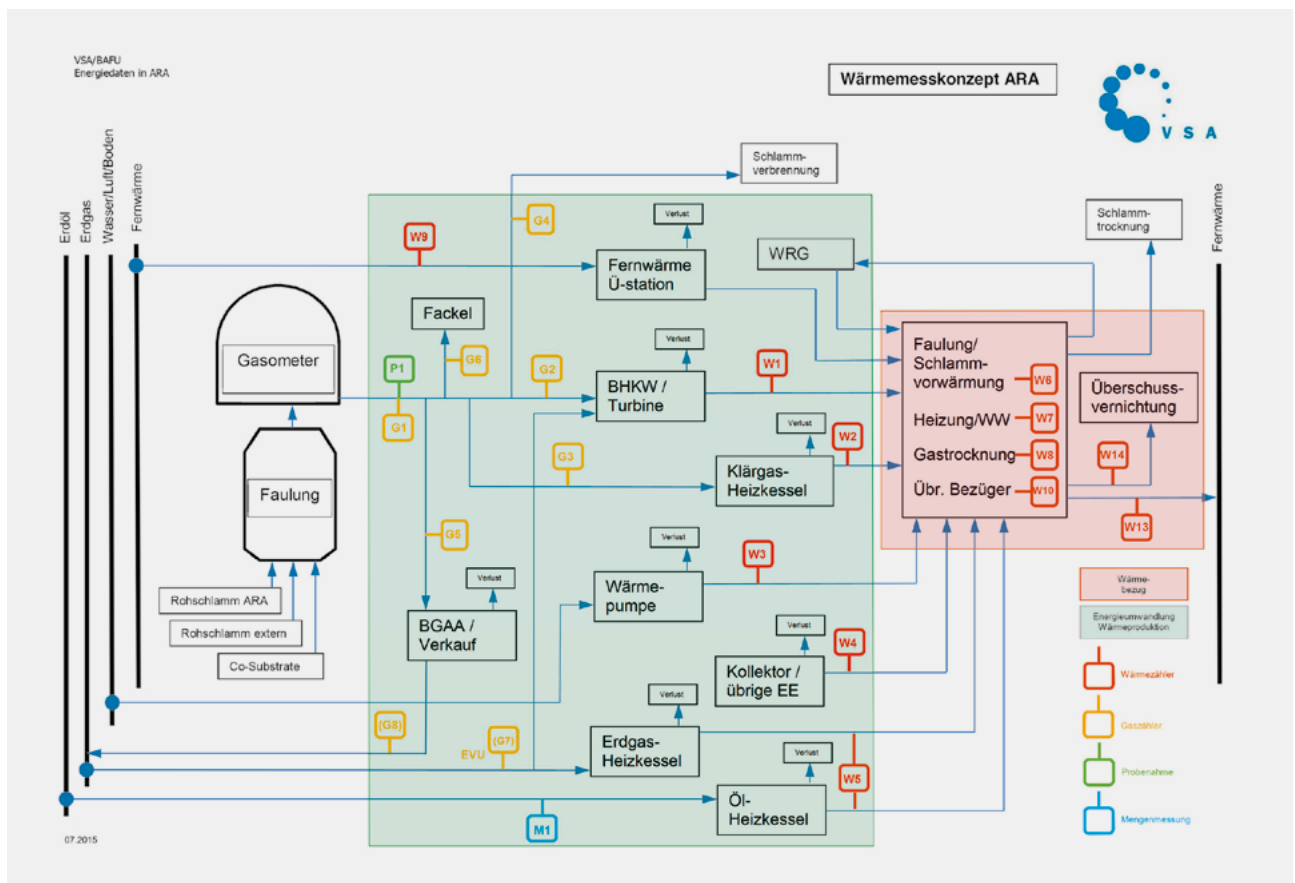 VSA/BAFU
Energiedaten in ARA
Wärmemesskonzept ARA
VSA
Erdöl
Erdgas
Wasser/Luft/Boden
Fernwärme
Schlamm-
verbrennung
G4
W9
Verlust
Fernwärme
Ü-station
WRG
Schlamm-
trocknung
Fernwärme
Gasometer
Fackel
G6
P1
G1
G2
Verlust
BHKW /
Turbine
W1
Faulung/
Schlamm-
vorwärmung
W6
Heizung/WW
W7
Gastrocknung
W8
Übr. Bezüger
W10
Überschuss-
vernichtung
W14
W13
Faulung
G3
Verlust
Klärgas-
Heizkessel
W2
G5
Verlust
Wärme-
pumpe
W3
Rohschlamm ARA
Rohschlamm extern
Co-Substrate
Verlust
BGAA /
Verkauf
Verlust
Kollektor /
übrige EE
W4
(G8)
EVU
(G7)
Verlust
Erdgas-
Heizkessel
W5
Verlust
Öl-
Heizkessel
M1
Wärme-
bezug
Energieumwandlung
Wärmeproduktion
Wärmezähler
Gaszähler
Probenahme
Mengenmessung
07.2015